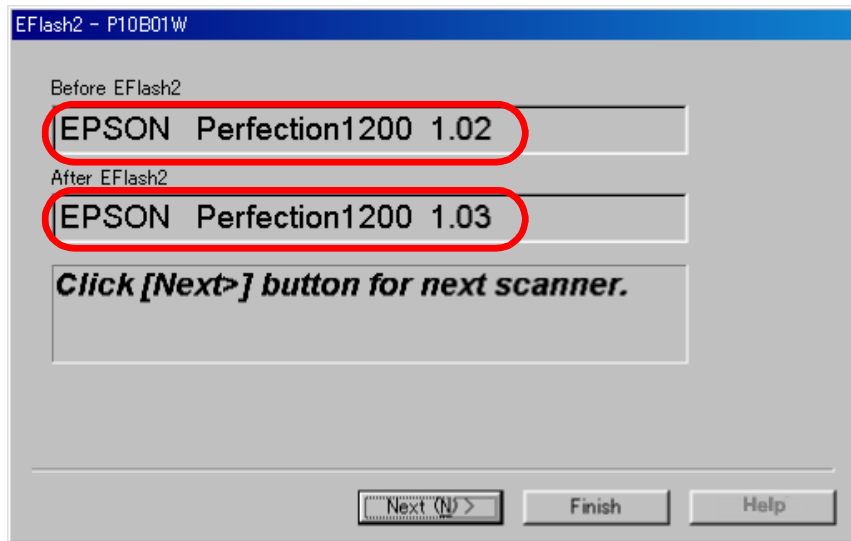 EFlash2 - P10B01W
Before EFlash2
EPSON Perfection1200 1.02
After EFlash2
EPSON Perfection1200 1.03
Click [Next>] button for next scanner.
Next (N) > Finish Help